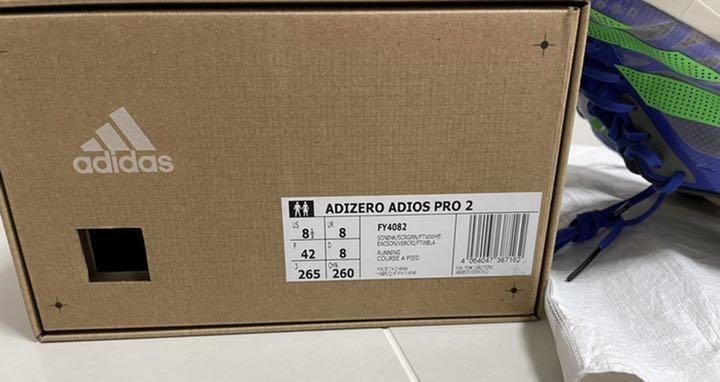 adidas
ADIZERO ADIOS PRO 2
US UK
8½ 8
FY4082
F D
42 8
RUNNING
COURSE A PIED
J CHN
265 260
MADE IN CHINA
4 064047 387162